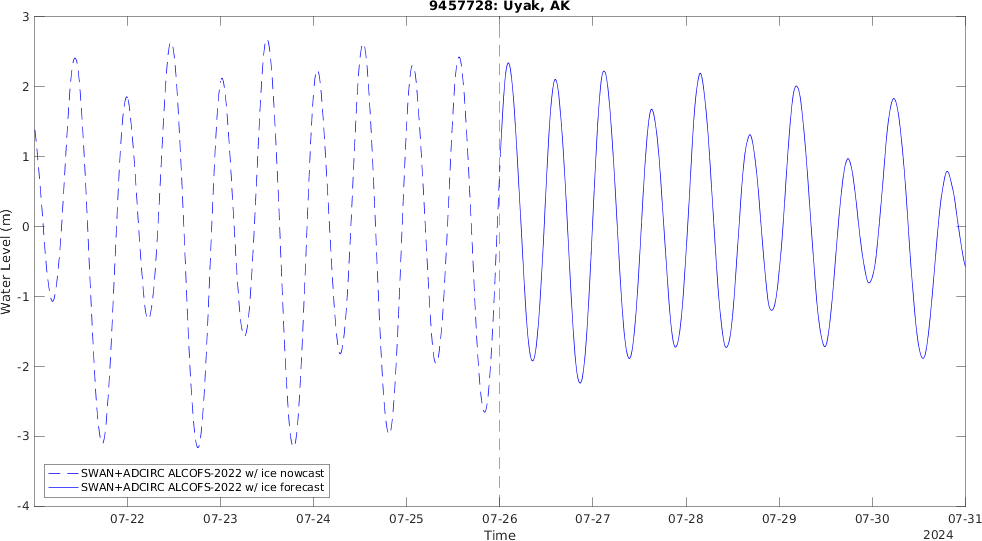 9457728: Uyak, AK
3
2
1
0
-1
-2
-3
-4
Water Level (m)
SWAN+ADCIRC ALCOFS-2022 w/ ice nowcast
SWAN+ADCIRC ALCOFS-2022 w/ ice forecast
07-22 07-23 07-24 07-25 07-26 07-27 07-28 07-29 07-30 07-31
Time
2024